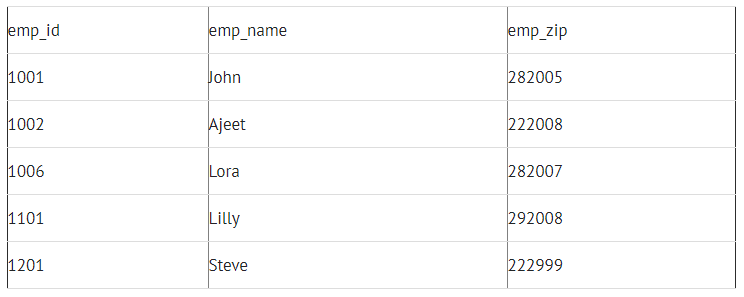 emp_id emp_name emp_zip
1001 John 282005
1002 Ajeet 222008
1006 Lora 282007
1101 Lilly 292008
1201 Steve 222999